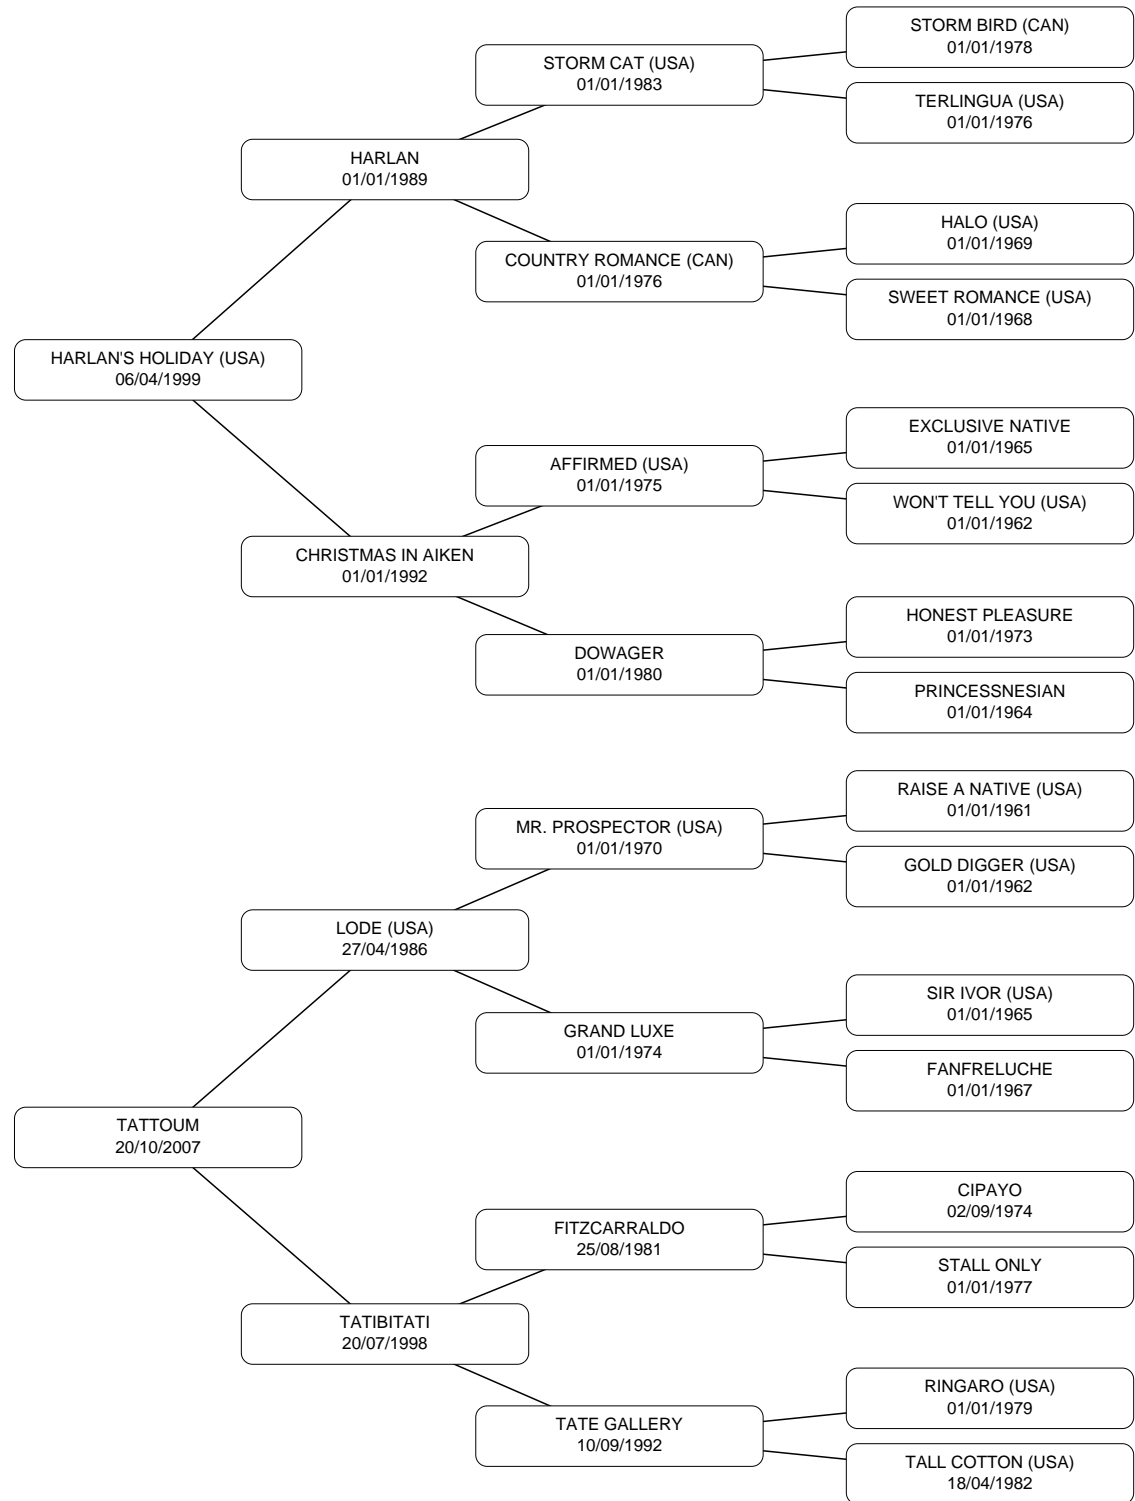 STORM BIRD (CAN)
01/01/1978
STORM CAT (USA)
01/01/1983
TERLINGUA (USA)
01/01/1976
HARLAN
01/01/1989
HALO (USA)
01/01/1969
COUNTRY ROMANCE (CAN)
01/01/1976
SWEET ROMANCE (USA)
01/01/1968
HARLAN'S HOLIDAY (USA)
06/04/1999
EXCLUSIVE NATIVE
01/01/1965
AFFIRMED (USA)
01/01/1975
WON'T TELL YOU (USA)
01/01/1962
CHRISTMAS IN AIKEN
01/01/1992
HONEST PLEASURE
01/01/1973
DOWAGER
01/01/1980
PRINCESSNESIAN
01/01/1964
RAISE A NATIVE (USA)
01/01/1961
MR. PROSPECTOR (USA)
01/01/1970
GOLD DIGGER (USA)
01/01/1962
LODE (USA)
27/04/1986
SIR IVOR (USA)
01/01/1965
GRAND LUXE
01/01/1974
FANFRELUCHE
01/01/1967
TATTOUM
20/10/2007
CIPAYO
02/09/1974
FITZCARRALDO
25/08/1981
STALL ONLY
01/01/1977
TATIBITATI
20/07/1998
RINGARO (USA)
01/01/1979
TATE GALLERY
10/09/1992
TALL COTTON (USA)
18/04/1982